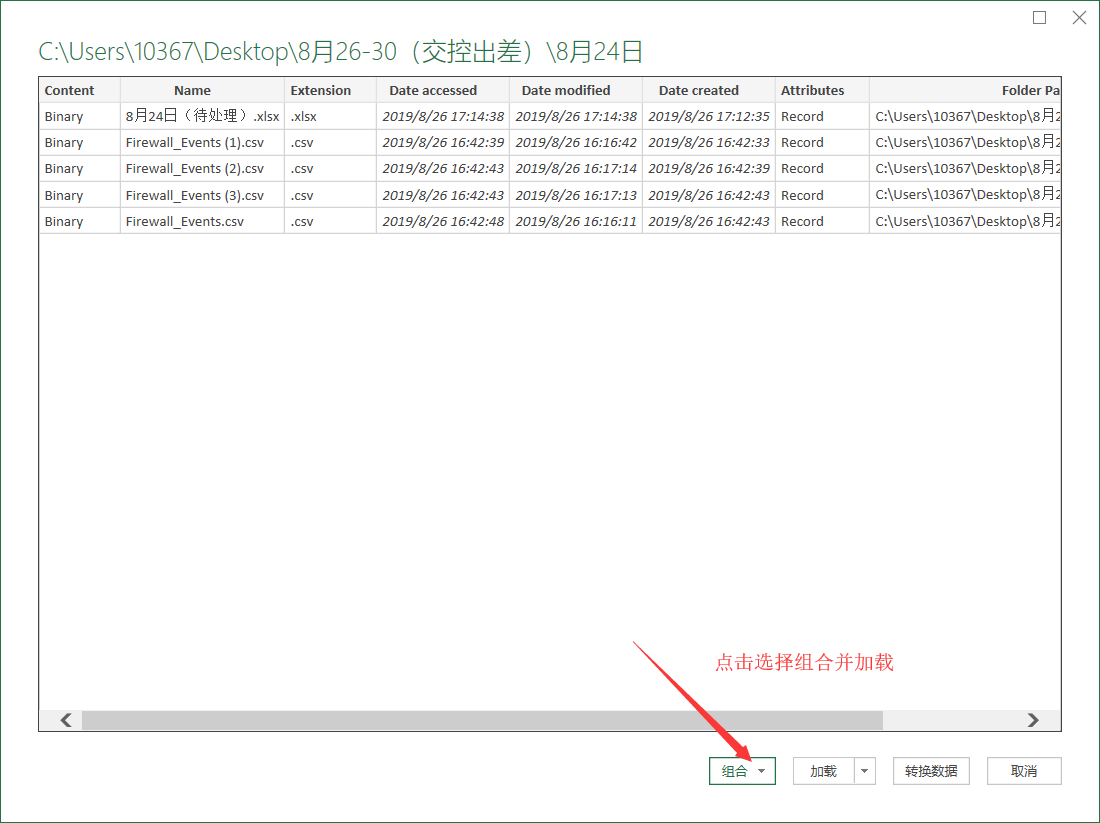 C:\Users\10367\Desktop\8月26-30（交控出差）\8月24日
Content Name Extension Date accessed Date modified Date created Attributes Folder Pa
Binary 8月24日（待处理）.xlsx .xlsx 2019/8/26 17:14:38 2019/8/26 17:14:38 2019/8/26 17:12:35 Record C:\Users\10367\Desktop\8月2
Binary Firewall_Events (1).csv .csv 2019/8/26 16:42:39 2019/8/26 16:16:42 2019/8/26 16:42:33 Record C:\Users\10367\Desktop\8月2
Binary Firewall_Events (2).csv .csv 2019/8/26 16:42:43 2019/8/26 16:17:14 2019/8/26 16:42:39 Record C:\Users\10367\Desktop\8月2
Binary Firewall_Events (3).csv .csv 2019/8/26 16:42:43 2019/8/26 16:17:13 2019/8/26 16:42:43 Record C:\Users\10367\Desktop\8月2
Binary Firewall_Events.csv .csv 2019/8/26 16:42:48 2019/8/26 16:16:11 2019/8/26 16:42:43 Record C:\Users\10367\Desktop\8月2
点击选择组合并加载
组合 加载 转换数据 取消